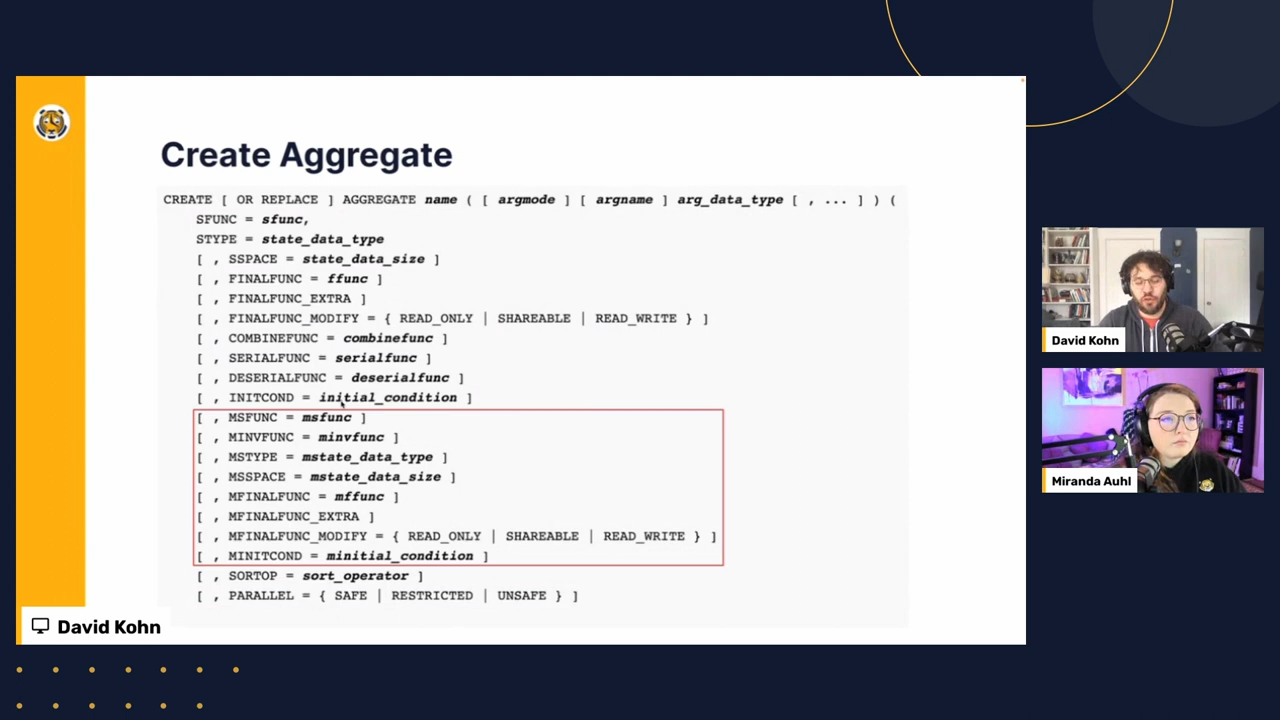 Create Aggregate
CREATE [ OR REPLACE ] AGGREGATE name ( [ argmode ] [ argname ] arg_data_type [ , ... ] ) (
SFUNC = sfunc,
STYPE = state_data_type
[ , SSPACE = state_data_size ]
[ , FINALFUNC = ffunc ]
[ , FINALFUNC_EXTRA ]
[ , FINALFUNC_MODIFY = { READ_ONLY | SHAREABLE | READ_WRITE } ]
[ , COMBINEFUNC = combinefunc ]
[ , SERIALFUNC = serialfunc ]
[ , DESERIALFUNC = deserialfunc ]
[ , INITCOND = initial_condition ]
[ , MSFUNC = msfunc ]
[ , MINVFUNC = minvfunc ]
[ , MSTYPE = mstate_data_type ]
[ , MSSPACE = mstate_data_size ]
[ , MFINALFUNC = mffunc ]
[ , MFINALFUNC_EXTRA ]
[ , MFINALFUNC_MODIFY = { READ_ONLY | SHAREABLE | READ_WRITE } ]
[ , MINITCOND = minitial_condition ]
[ , SORTOP = sort_operator ]
[ , PARALLEL = { SAFE | RESTRICTED | UNSAFE } ]
David Kohn
David Kohn
Miranda Auhl